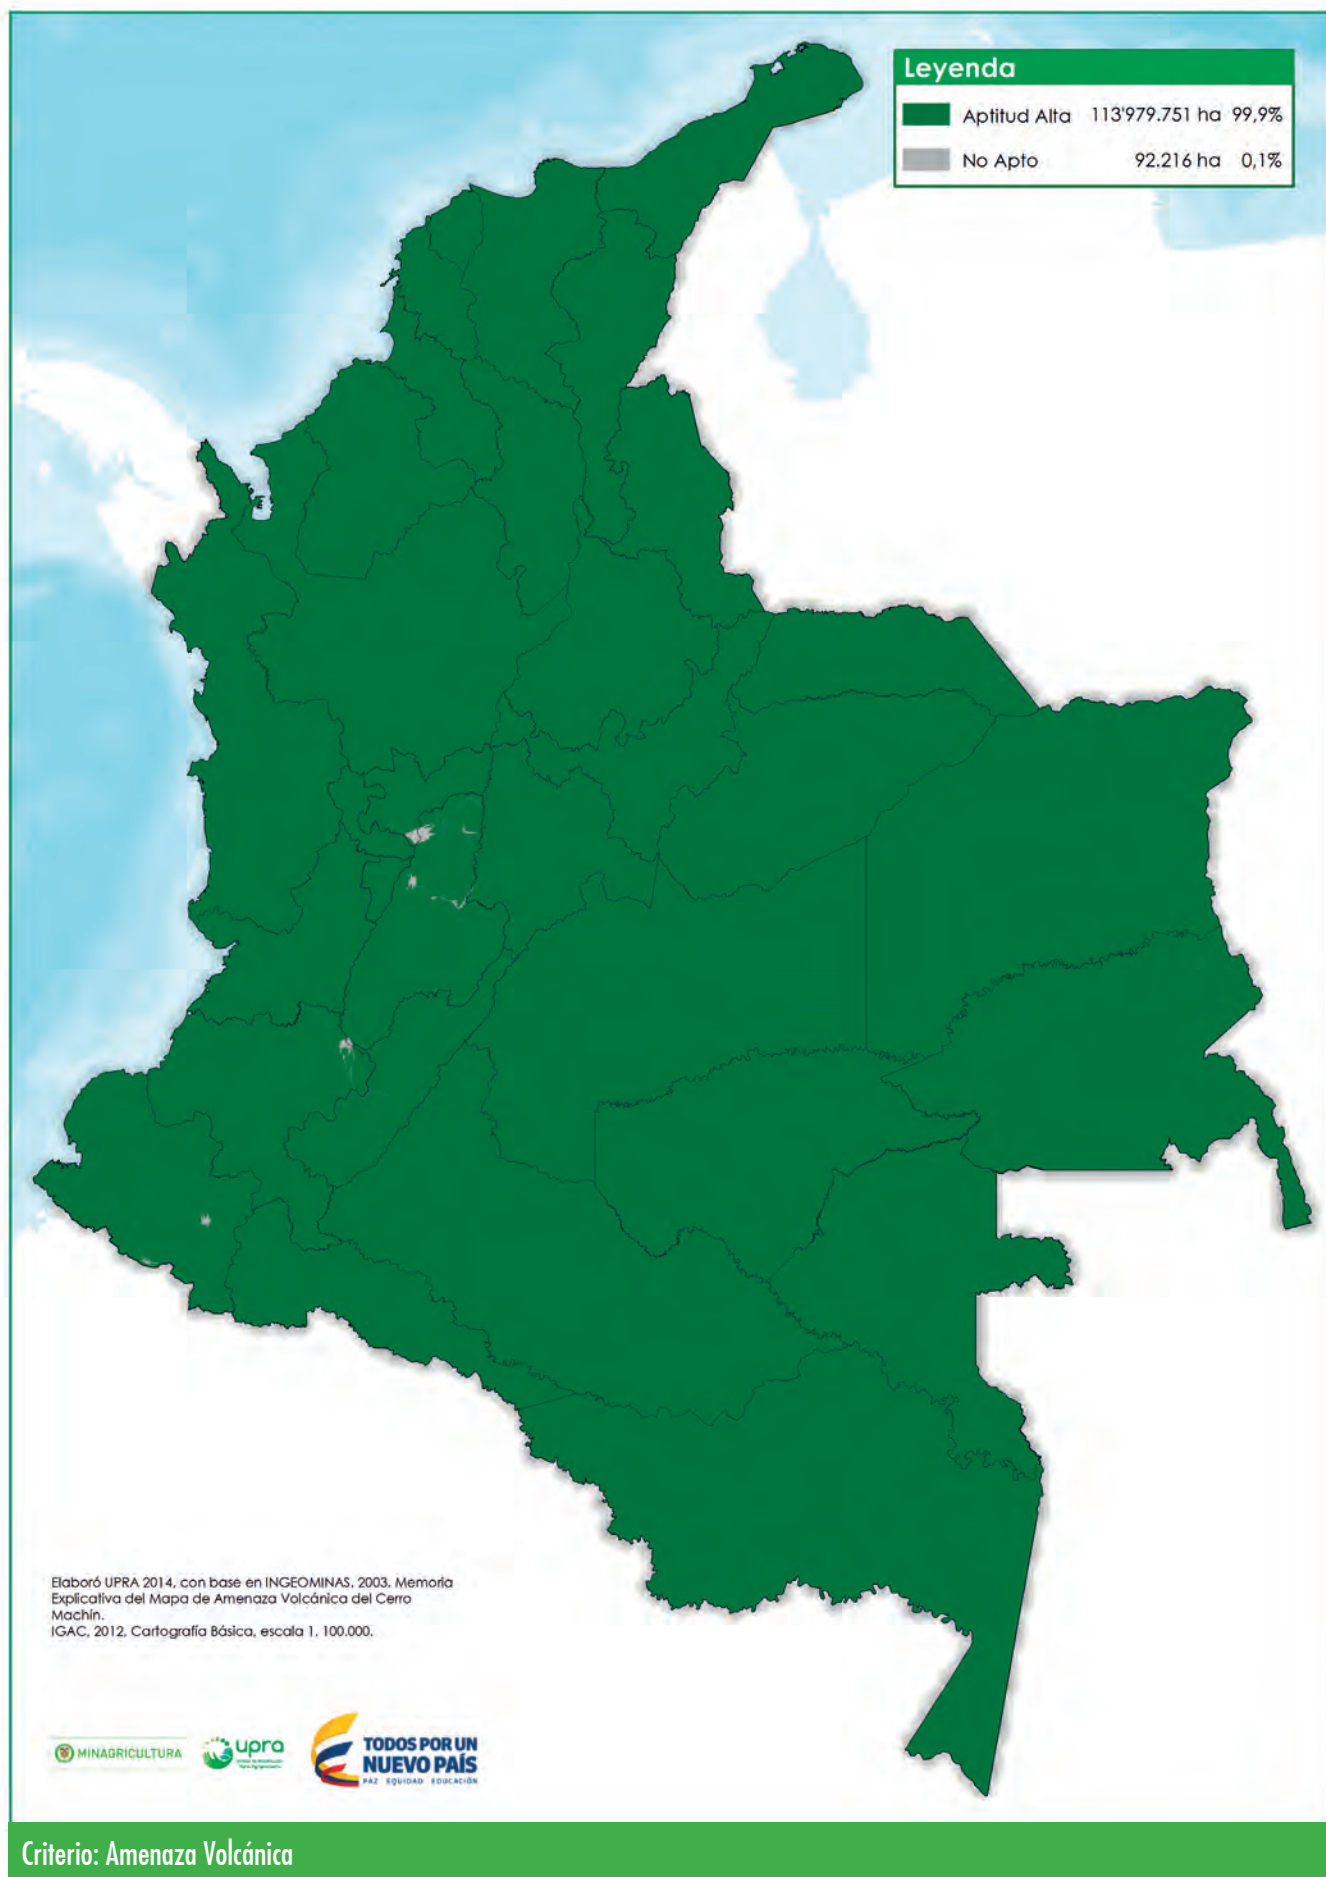 Leyenda
Aptitud Alta 113'979.751 ha 99,9%
No Apto 92.216 ha 0,1%
Elaboró UPRA 2014, con base en INGEOMINAS, 2003. Memoria
Explicativa del Mapa de Amenaza Volcánica del Cerro
Machín.
IGAC, 2012, Cartografía Básica, escala 1. 100.000.
MINAGRICULTURA
upra
TODOS POR UN
NUEVO PAÍS
PAZ EQUIDAD EDUCACIÓN
Criterio: Amenaza Volcánica